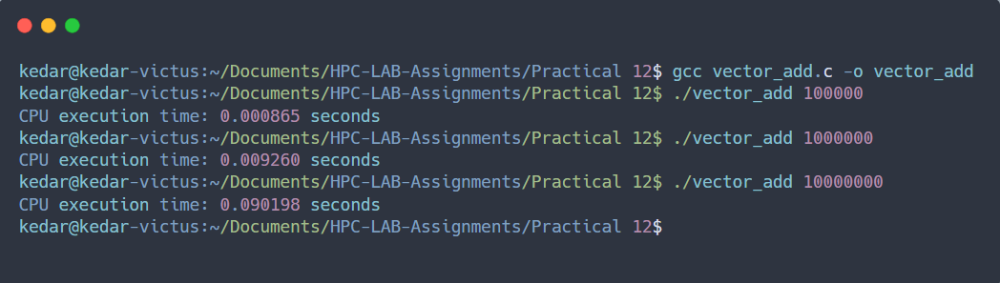 kedar@kedar-victus:~/Documents/HPC-LAB-Assignments/Practical 12$ gcc vector_add.c -o vector_add
kedar@kedar-victus:~/Documents/HPC-LAB-Assignments/Practical 12$ ./vector_add 100000
CPU execution time: 0.000865 seconds
kedar@kedar-victus:~/Documents/HPC-LAB-Assignments/Practical 12$ ./vector_add 1000000
CPU execution time: 0.009260 seconds
kedar@kedar-victus:~/Documents/HPC-LAB-Assignments/Practical 12$ ./vector_add 10000000
CPU execution time: 0.090198 seconds
kedar@kedar-victus:~/Documents/HPC-LAB-Assignments/Practical 12$